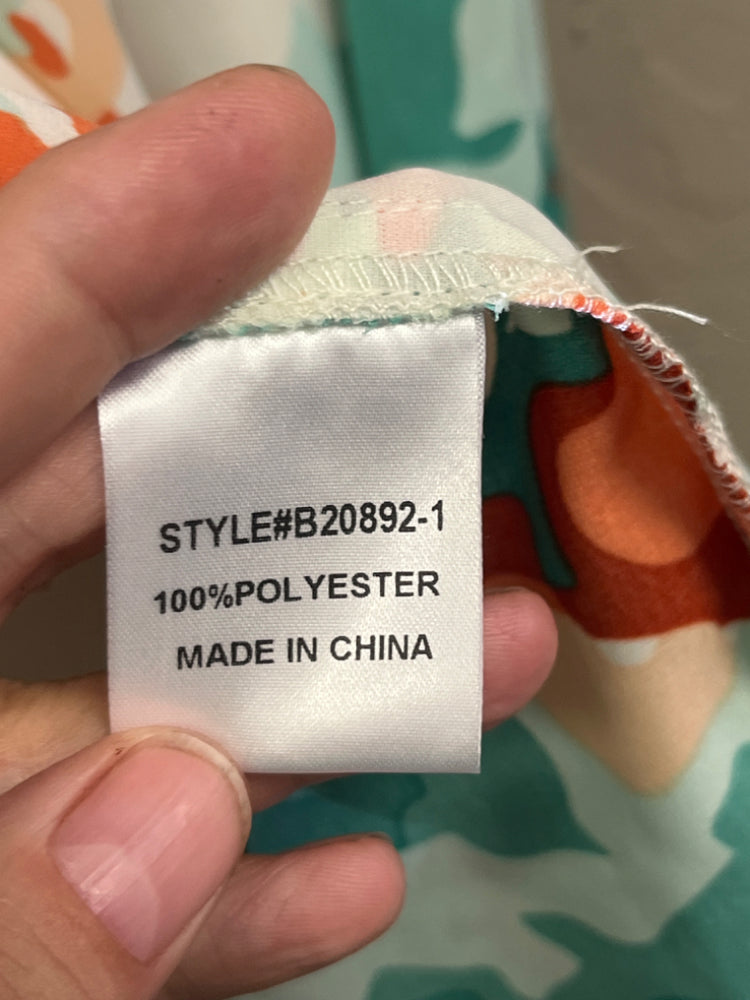 STYLE#B20892-1
100%POLYESTER
MADE IN CHINA